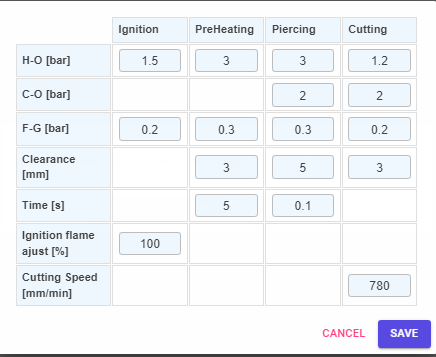 Ignition PreHeating Piercing Cutting
H-O [bar] 1.5 3 3 1.2
C-O [bar] 2 2
F-G [bar] 0.2 0.3 0.3 0.2
Clearance
[mm] 3 5 3
Time [s] 5 0.1
Ignition flame
ajust [%] 100
Cutting Speed
[mm/min] 780
CANCEL SAVE